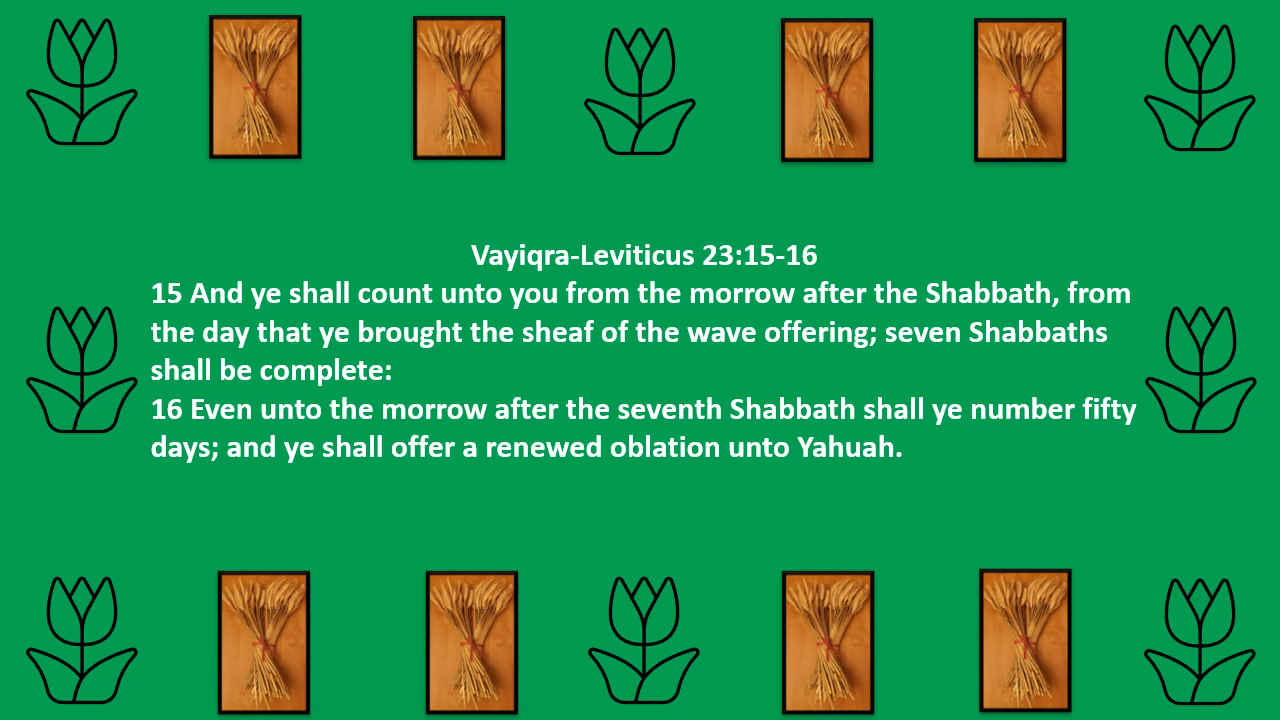 Vayiqra-Leviticus 23:15-16
15 And ye shall count unto you from the morrow after the Shabbath, from
the day that ye brought the sheaf of the wave offering; seven Shabbaths
shall be complete:
16 Even unto the morrow after the seventh Shabbath shall ye number fifty
days; and ye shall offer a renewed oblation unto Yahuah.